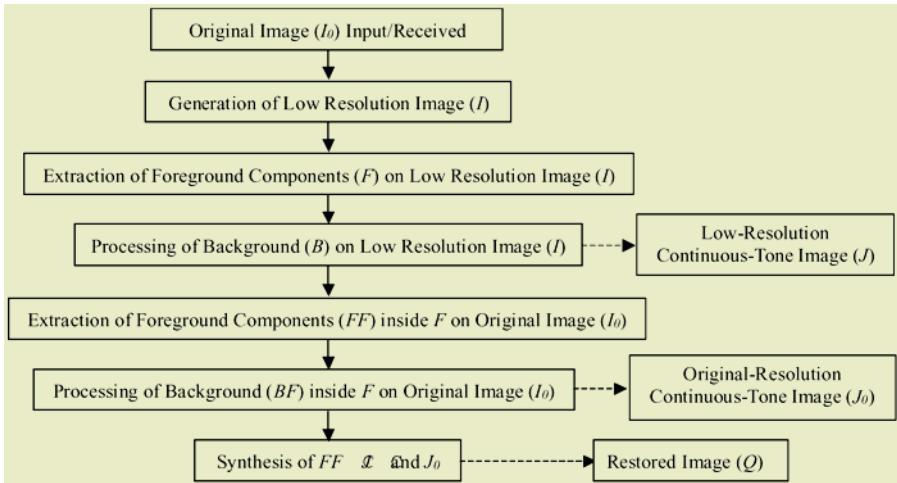 Original Image (I₀) Input/Received
Generation of Low Resolution Image (I)
Extraction of Foreground Components (F) on Low Resolution Image (I)
Processing of Background (B) on Low Resolution Image (I)
Low-Resolution
Continuous-Tone Image (J)
Extraction of Foreground Components (FF) inside F on Original Image (I₀)
Processing of Background (BF) inside F on Original Image (I₀)
Original-Resolution
Continuous-Tone Image (J₀)
Synthesis of FF and J₀
Restored Image (Q)